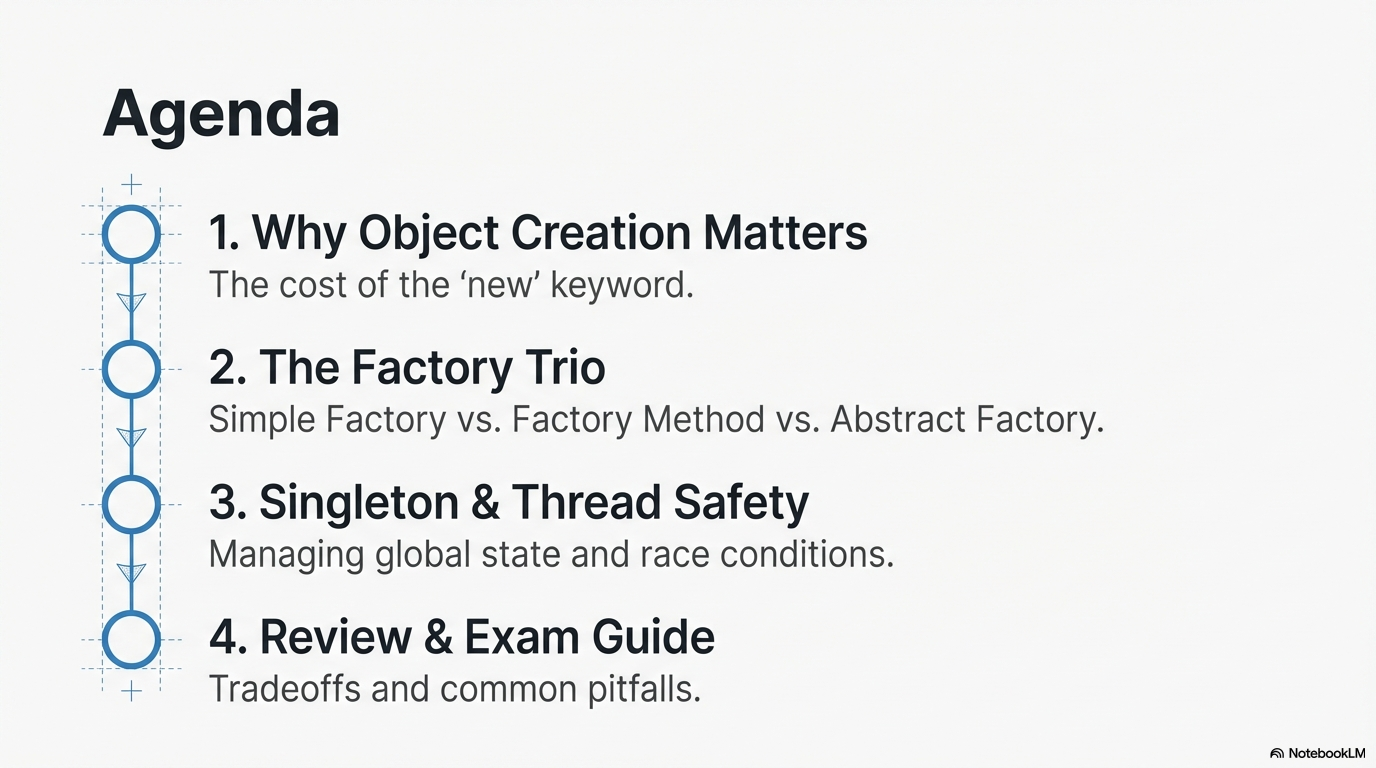 Agenda
1. Why Object Creation Matters
The cost of the ‘new’ keyword.
2. The Factory Trio
Simple Factory vs. Factory Method vs. Abstract Factory.
3. Singleton & Thread Safety
Managing global state and race conditions.
4. Review & Exam Guide
Tradeoffs and common pitfalls.
NotebookLM